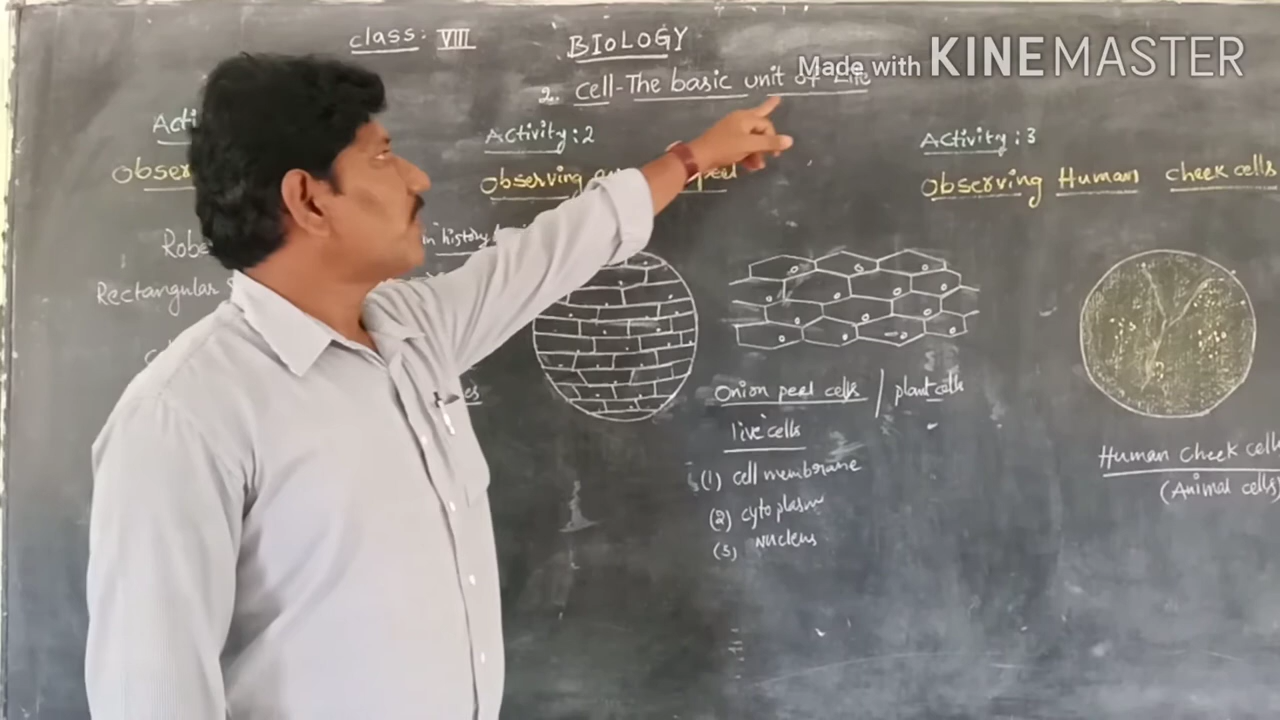 class: VIII
BIOLOGY
Made with KINEMASTER
2. cell-The basic unit of Life
Activity:2
Observing peel
in history
Rectangular
Activity:3
Observing Human cheek cells
Onion peel cells / plant cells
live cells
(1) cell membrane
(2) cytoplasm
(3) Nucleus
Human cheek cells
(Animal cells)